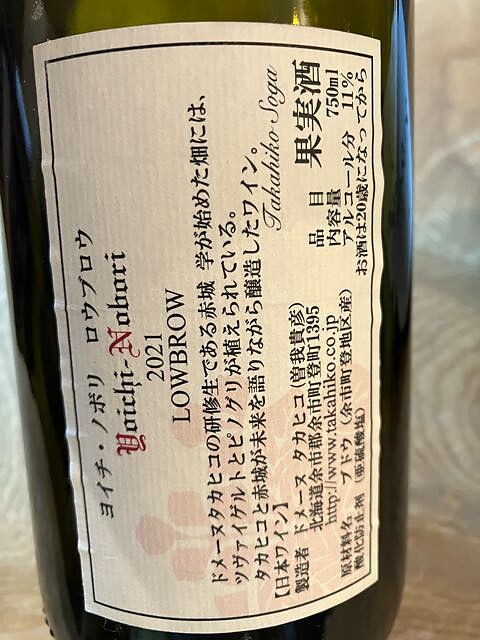 ヨイチ・ノボリ　ロウブロウ
Yoichi-Nobori
2021
LOWBROW
ドメーヌタカヒコの研修生である赤城 学が始めた畑には、
ツヴァイゲルトとピノグリが植えられている。
タカヒコと赤城が未来を語りながら醸造したワイン。
Takahiko Soga
【日本ワイン】
製造者　ドメーヌ タカヒコ(曽我貴彦)
北海道余市郡余市町登町1395
http://www.takahiko.co.jp
原材料名　ブドウ（余市町登地区産）
酸化防止剤（亜硫酸塩）
品目　果実酒
内容量　750ml
アルコール分　11%
お酒は20歳になってから